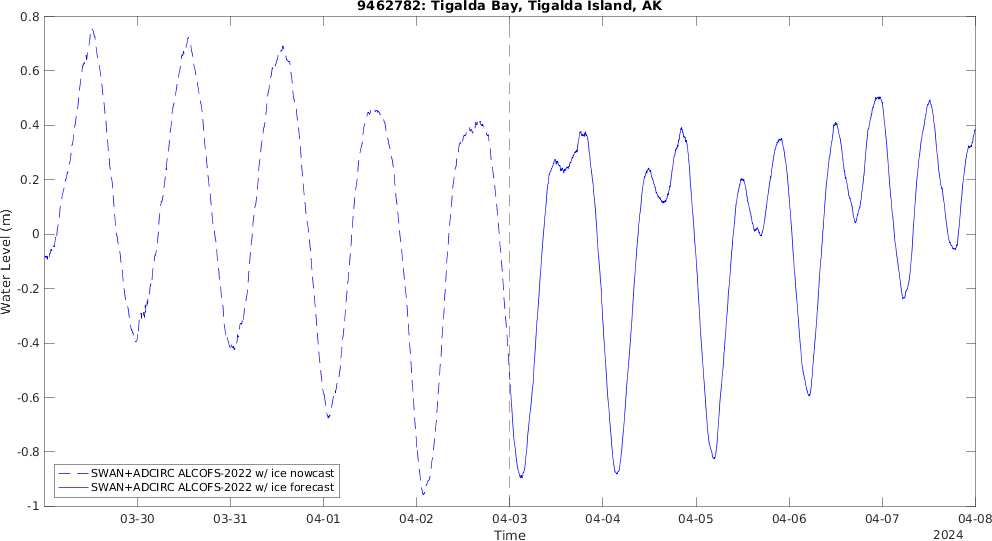 9462782: Tigalda Bay, Tigalda Island, AK
0.8
0.6
0.4
0.2
0
-0.2
-0.4
-0.6
-0.8
-1
Water Level (m)
SWAN+ADCIRC ALCOFS-2022 w/ ice nowcast
SWAN+ADCIRC ALCOFS-2022 w/ ice forecast
03-30 03-31 04-01 04-02 04-03 04-04 04-05 04-06 04-07 04-08
Time
2024